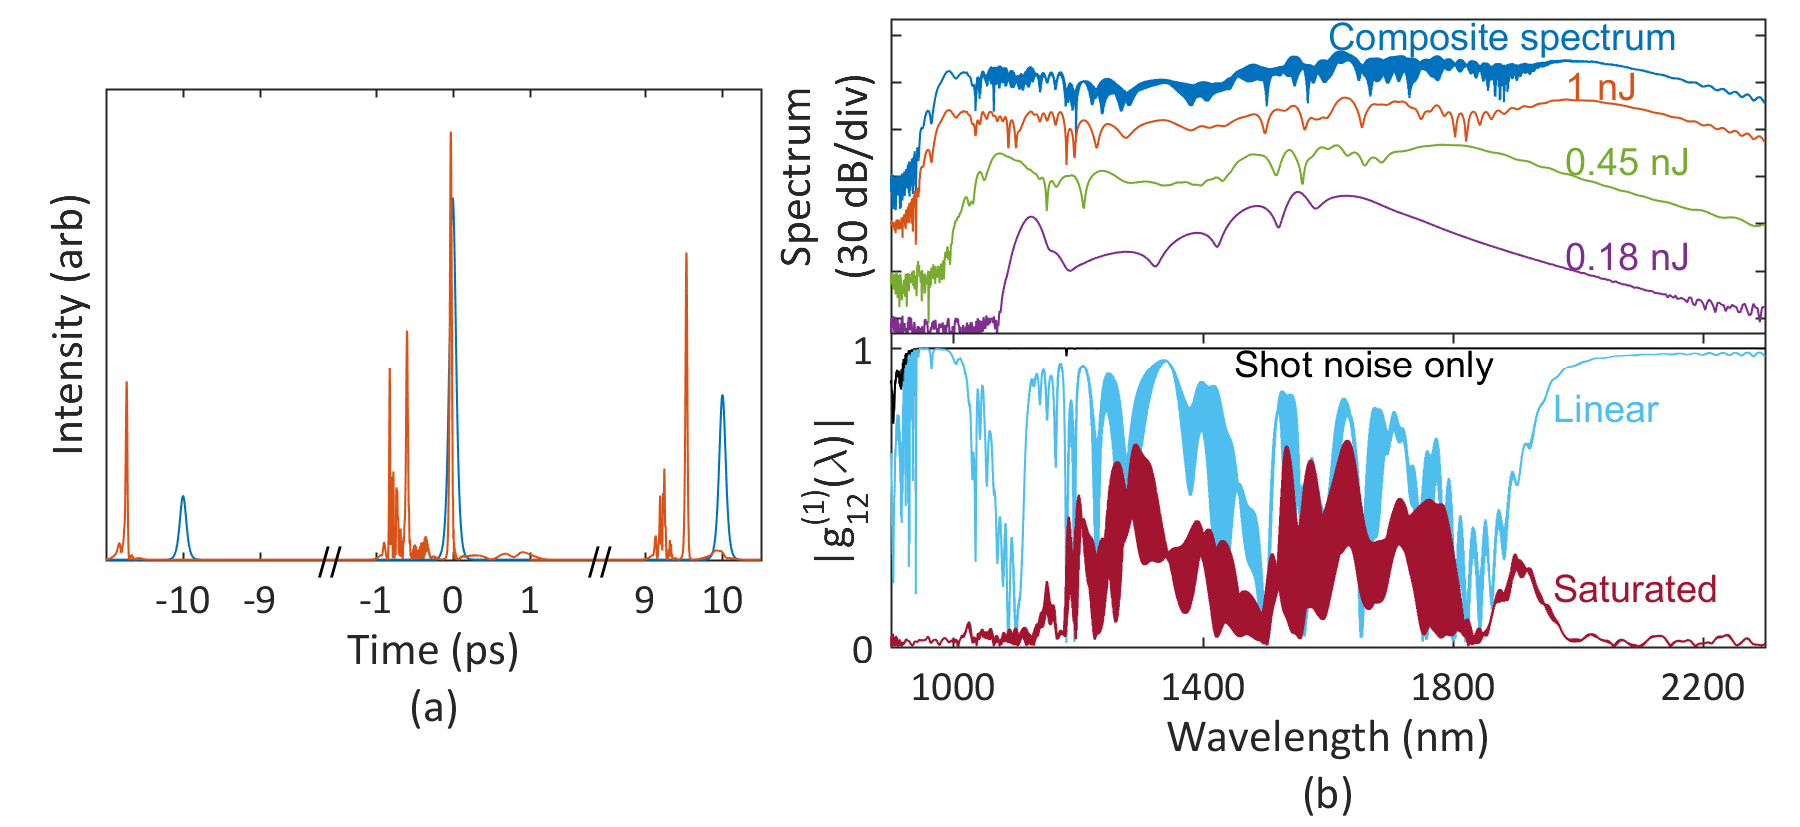 Intensity (arb)
-10 -9 -1 0 1 9 10
Time (ps)
(a)
Spectrum
(30 dB/div)
Composite spectrum
1 nJ
0.45 nJ
0.18 nJ
|g₁₂⁽¹⁾(λ)|
1
0
Shot noise only
Linear
Saturated
1000 1400 1800 2200
Wavelength (nm)
(b)